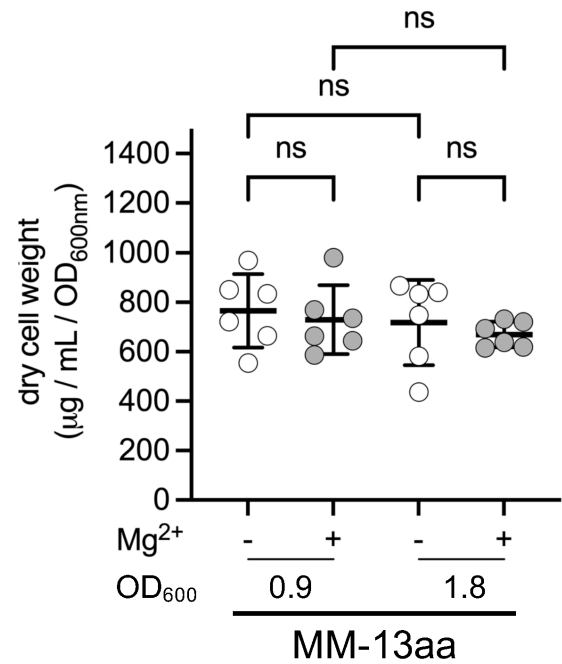 ns
ns
ns ns
1400
1200
1000
800
600
400
200
0
dry cell weight
(µg / mL / OD600nm)
Mg2+ - + - +
OD600 0.9 1.8
MM-13aa